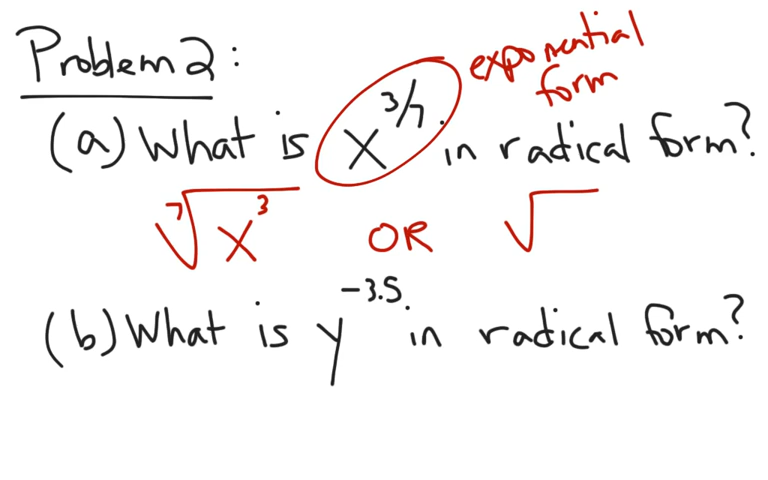 Problem 2:
exponential
form
(a) What is x^3/7 in radical form?
⁷√x³ OR √
(b) What is y^-3.5 in radical form?